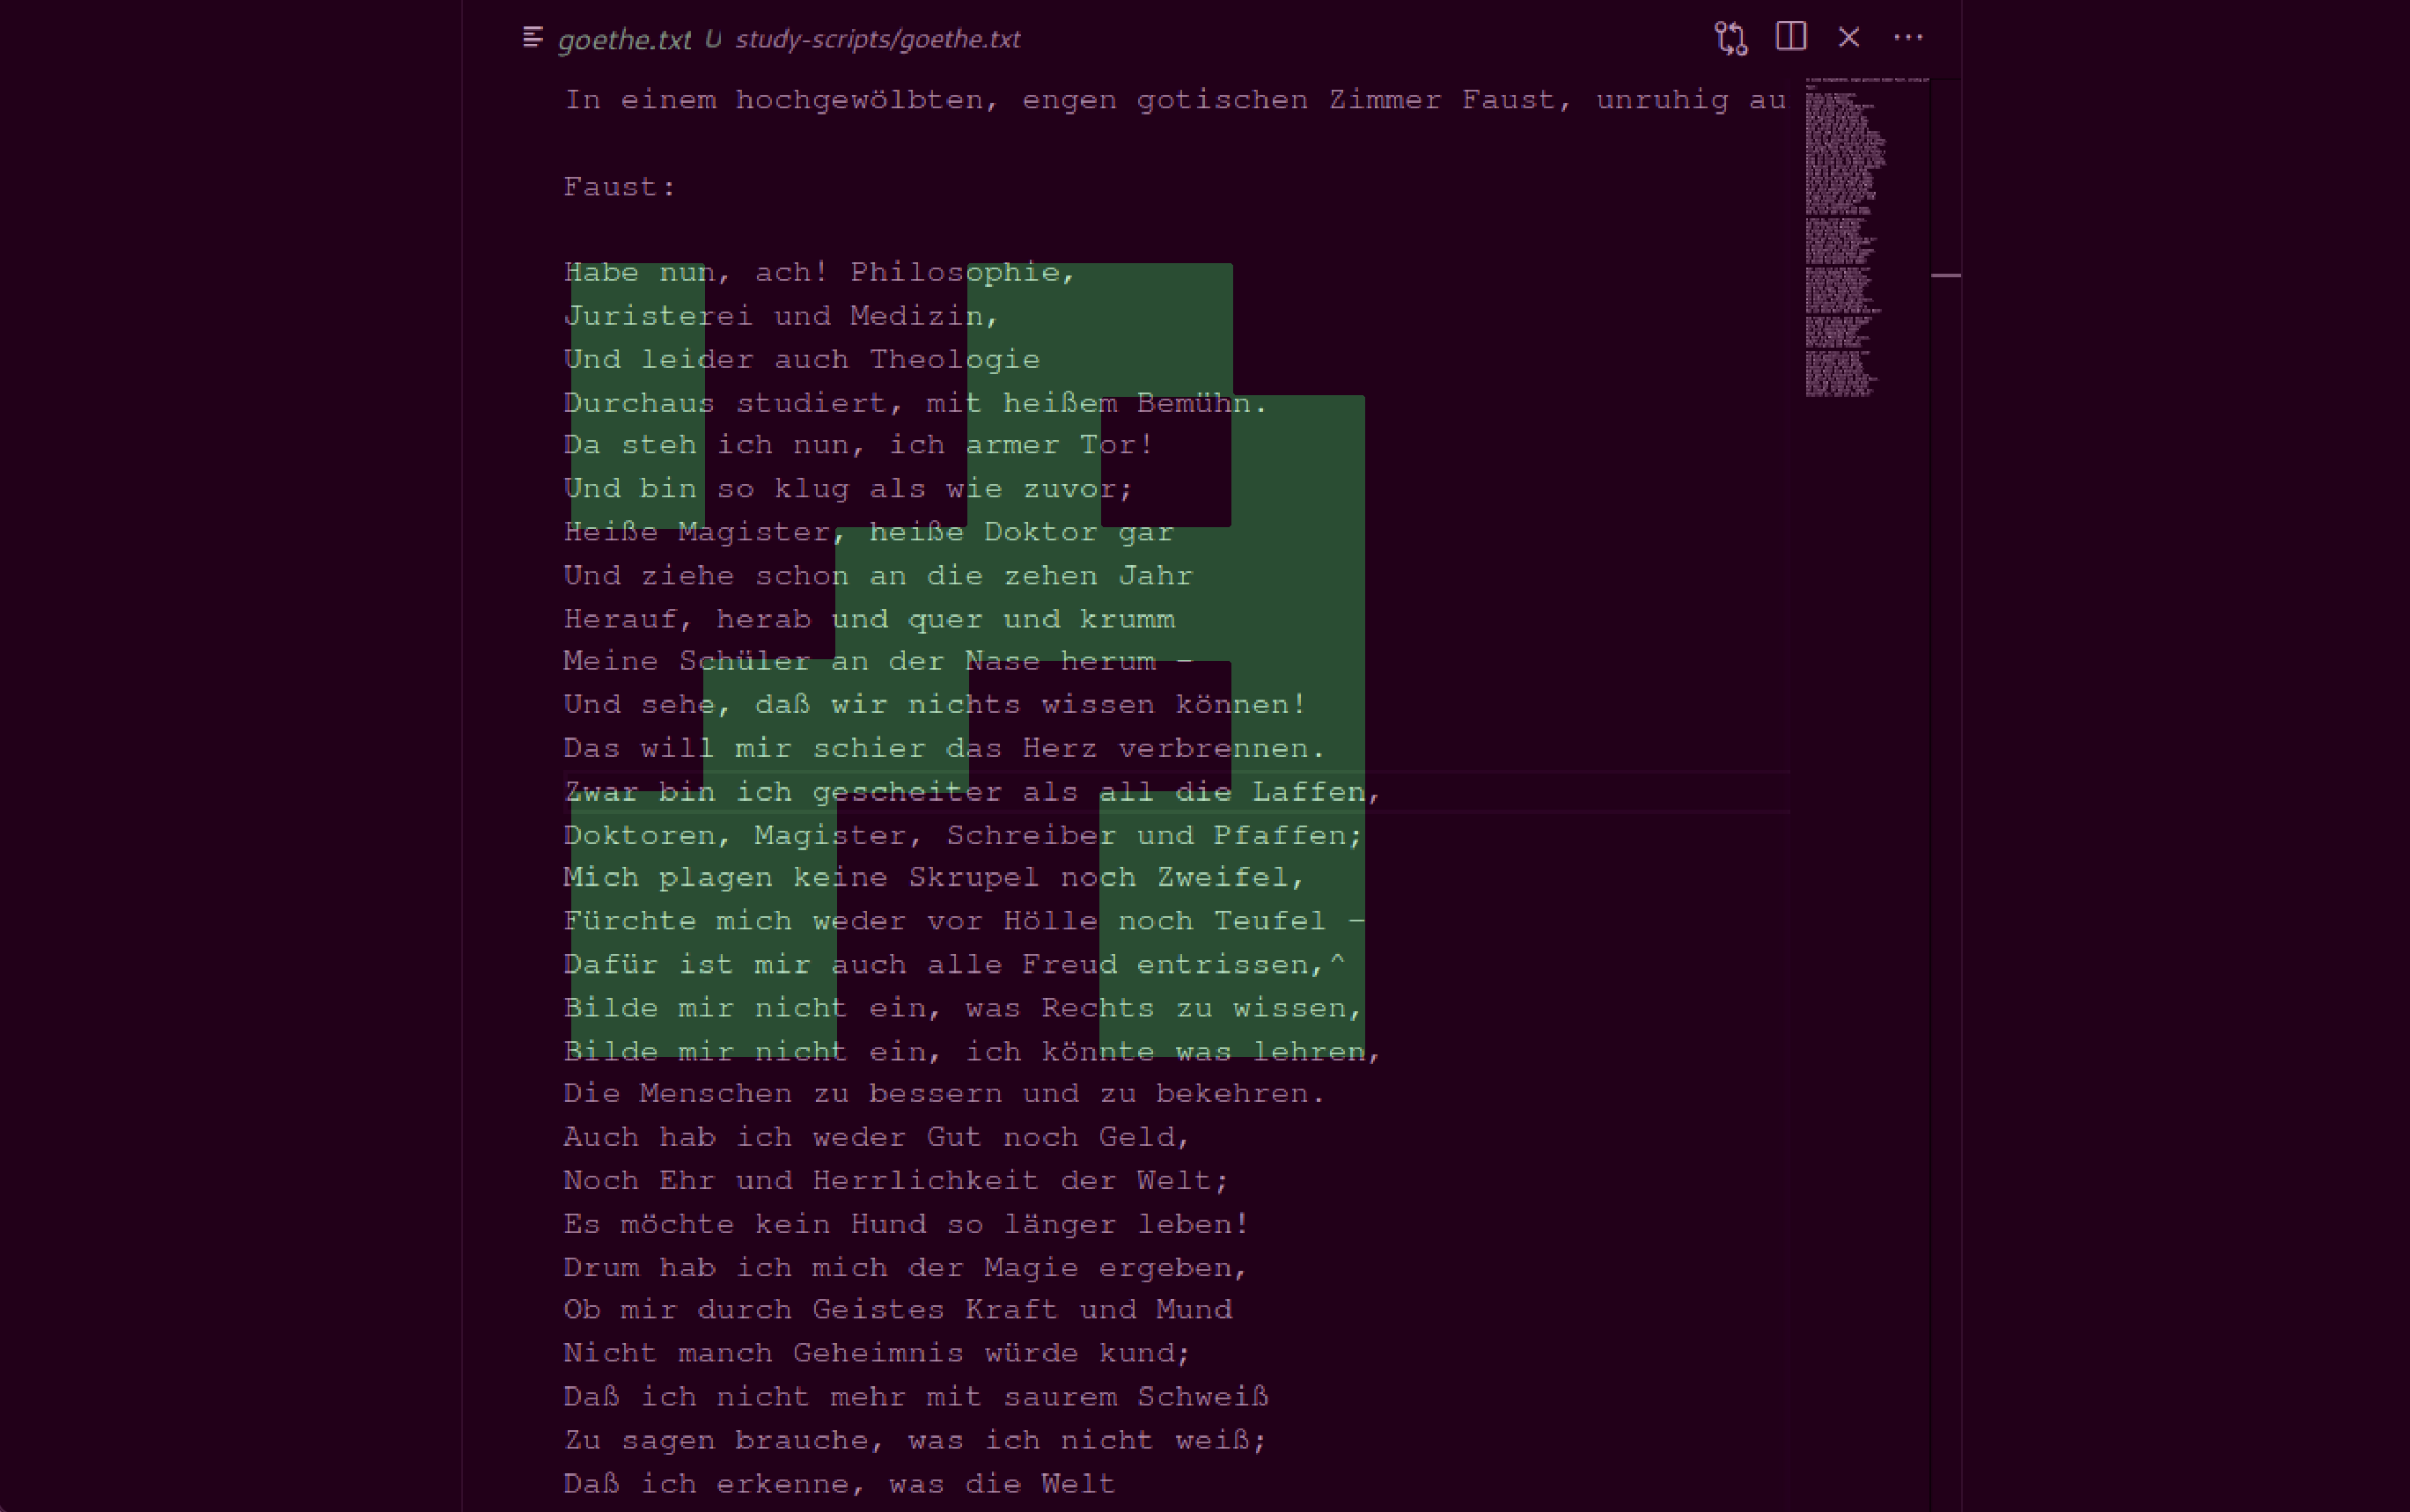 goethe.txt U study-scripts/goethe.txt
In einem hochgewölbten, engen gotischen Zimmer Faust, unruhig au
Faust:
Habe nun, ach! Philosophie,
Juristerei und Medizin,
Und leider auch Theologie
Durchaus studiert, mit heißem Bemühn.
Da steh ich nun, ich armer Tor!
Und bin so klug als wie zuvor;
Heiße Magister, heiße Doktor gar
Und ziehe schon an die zehen Jahr
Herauf, herab und quer und krumm
Meine Schüler an der Nase herum –
Und sehe, daß wir nichts wissen können!
Das will mir schier das Herz verbrennen.
Zwar bin ich gescheiter als all die Laffen,
Doktoren, Magister, Schreiber und Pfaffen;
Mich plagen keine Skrupel noch Zweifel,
Fürchte mich weder vor Hölle noch Teufel –
Dafür ist mir auch alle Freud entrissen,^
Bilde mir nicht ein, was Rechts zu wissen,
Bilde mir nicht ein, ich könnte was lehren,
Die Menschen zu bessern und zu bekehren.
Auch hab ich weder Gut noch Geld,
Noch Ehr und Herrlichkeit der Welt;
Es möchte kein Hund so länger leben!
Drum hab ich mich der Magie ergeben,
Ob mir durch Geistes Kraft und Mund
Nicht manch Geheimnis würde kund;
Daß ich nicht mehr mit saurem Schweiß
Zu sagen brauche, was ich nicht weiß;
Daß ich erkenne, was die Welt